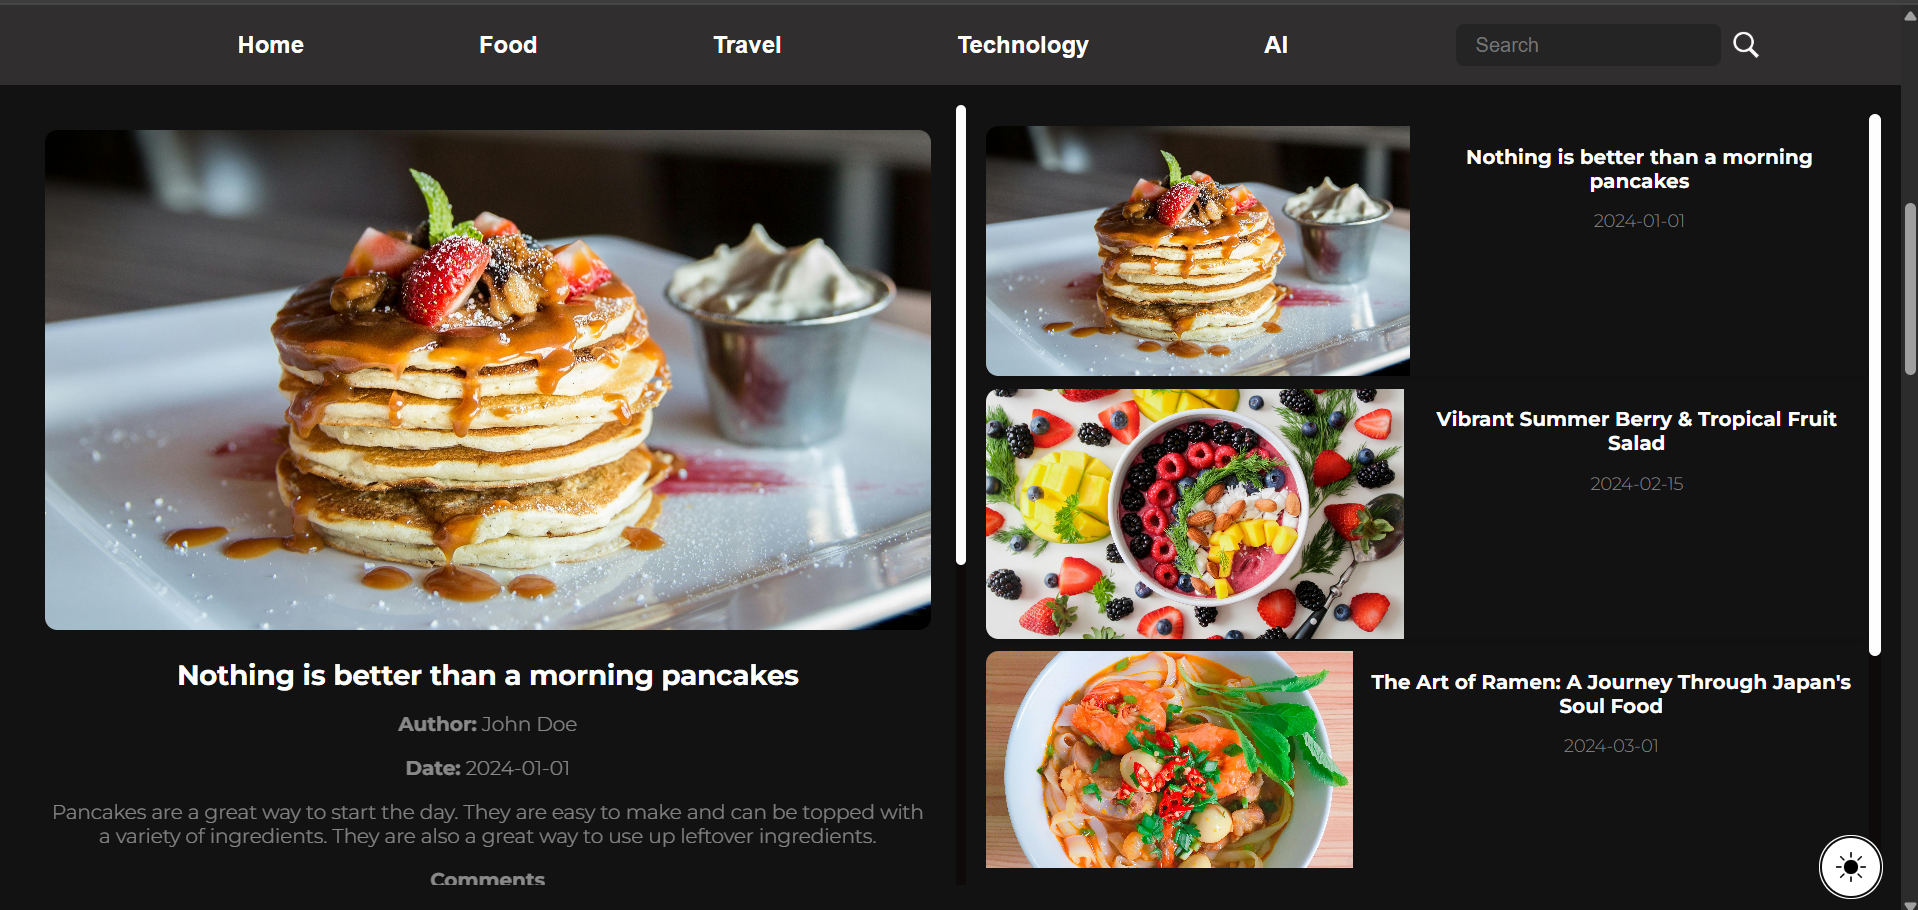 Home Food Travel Technology AI Search
Nothing is better than a morning pancakes
Author: John Doe
Date: 2024-01-01
Pancakes are a great way to start the day. They are easy to make and can be topped with
a variety of ingredients. They are also a great way to use up leftover ingredients.
Comments
Nothing is better than a morning
pancakes
2024-01-01
Vibrant Summer Berry & Tropical Fruit
Salad
2024-02-15
The Art of Ramen: A Journey Through Japan's
Soul Food
2024-03-01